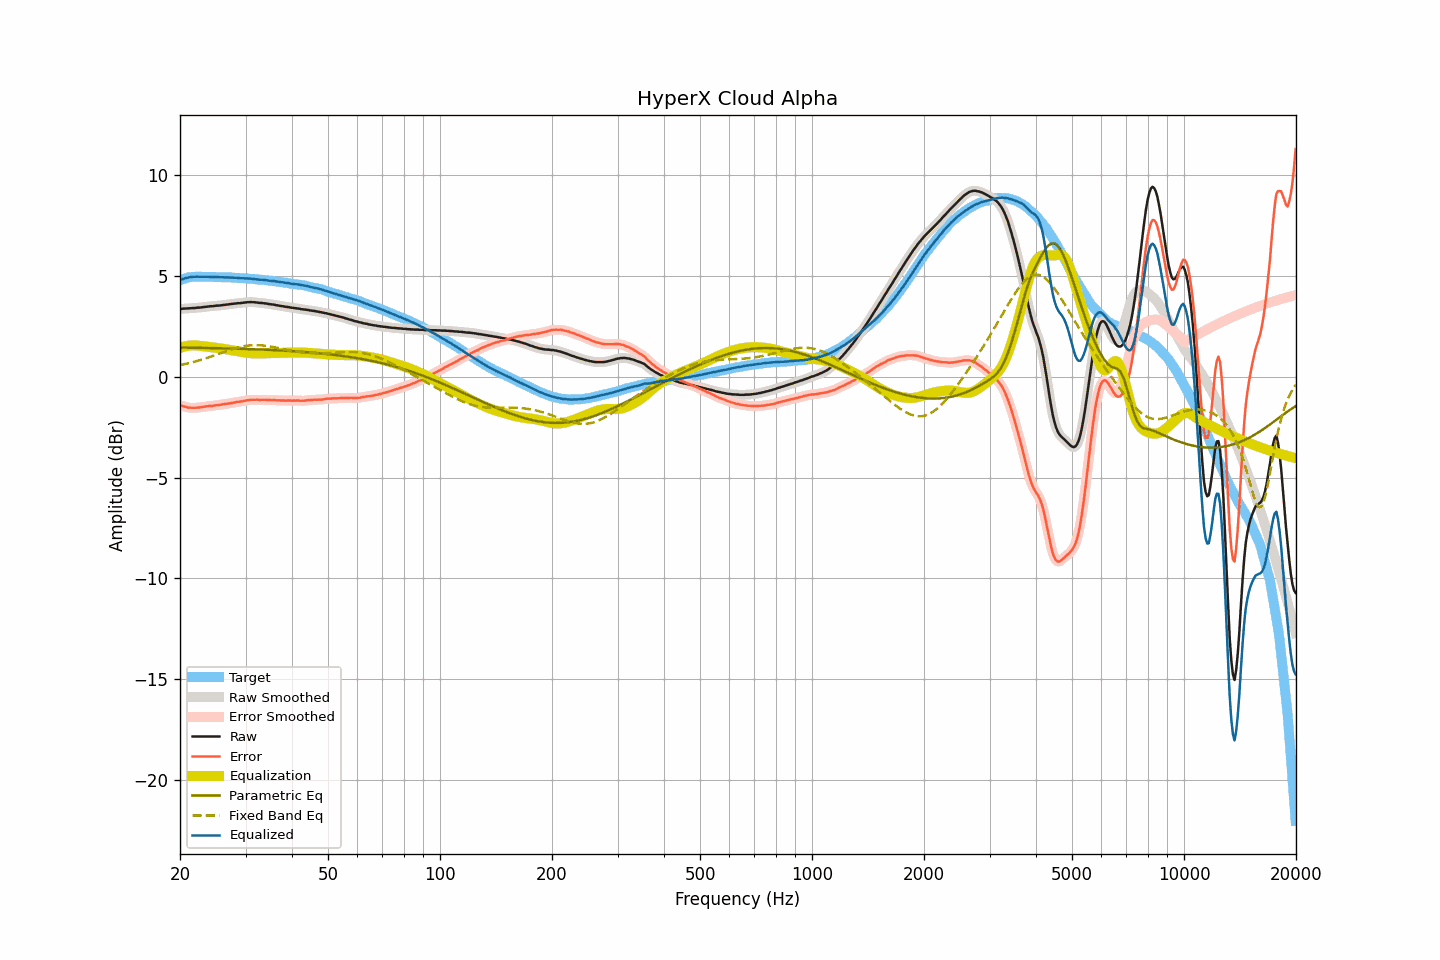 HyperX Cloud Alpha
10
5
0
−5
−10
−15
−20
Amplitude (dBr)
Target
Raw Smoothed
Error Smoothed
Raw
Error
Equalization
Parametric Eq
Fixed Band Eq
Equalized
20 50 100 200 500 1000 2000 5000 10000 20000
Frequency (Hz)